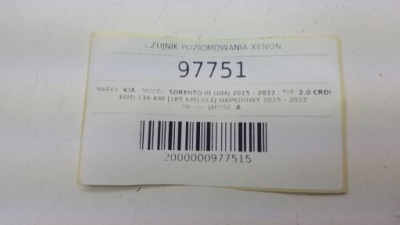 CZUJNIK POZIOMOWANIA XENON
97751
MARKA: KIA MODEL: SORENTO III (UM) 2015 - 2022 TYP: 2.0 CRDI
4WD 136 KW [185 KM] OLEJ NAPĘDOWY 2015 - 2022
JAKOŚĆ: A
2000000977515